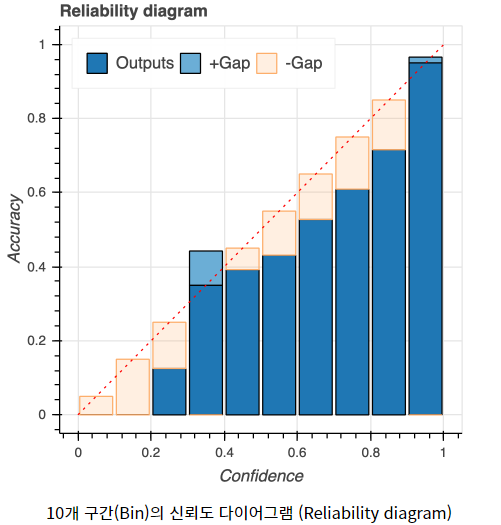 Reliability diagram
Outputs +Gap -Gap
1
0.8
0.6
0.4
0.2
0
Accuracy
0 0.2 0.4 0.6 0.8 1
Confidence
10개 구간(Bin)의 신뢰도 다이어그램 (Reliability diagram)